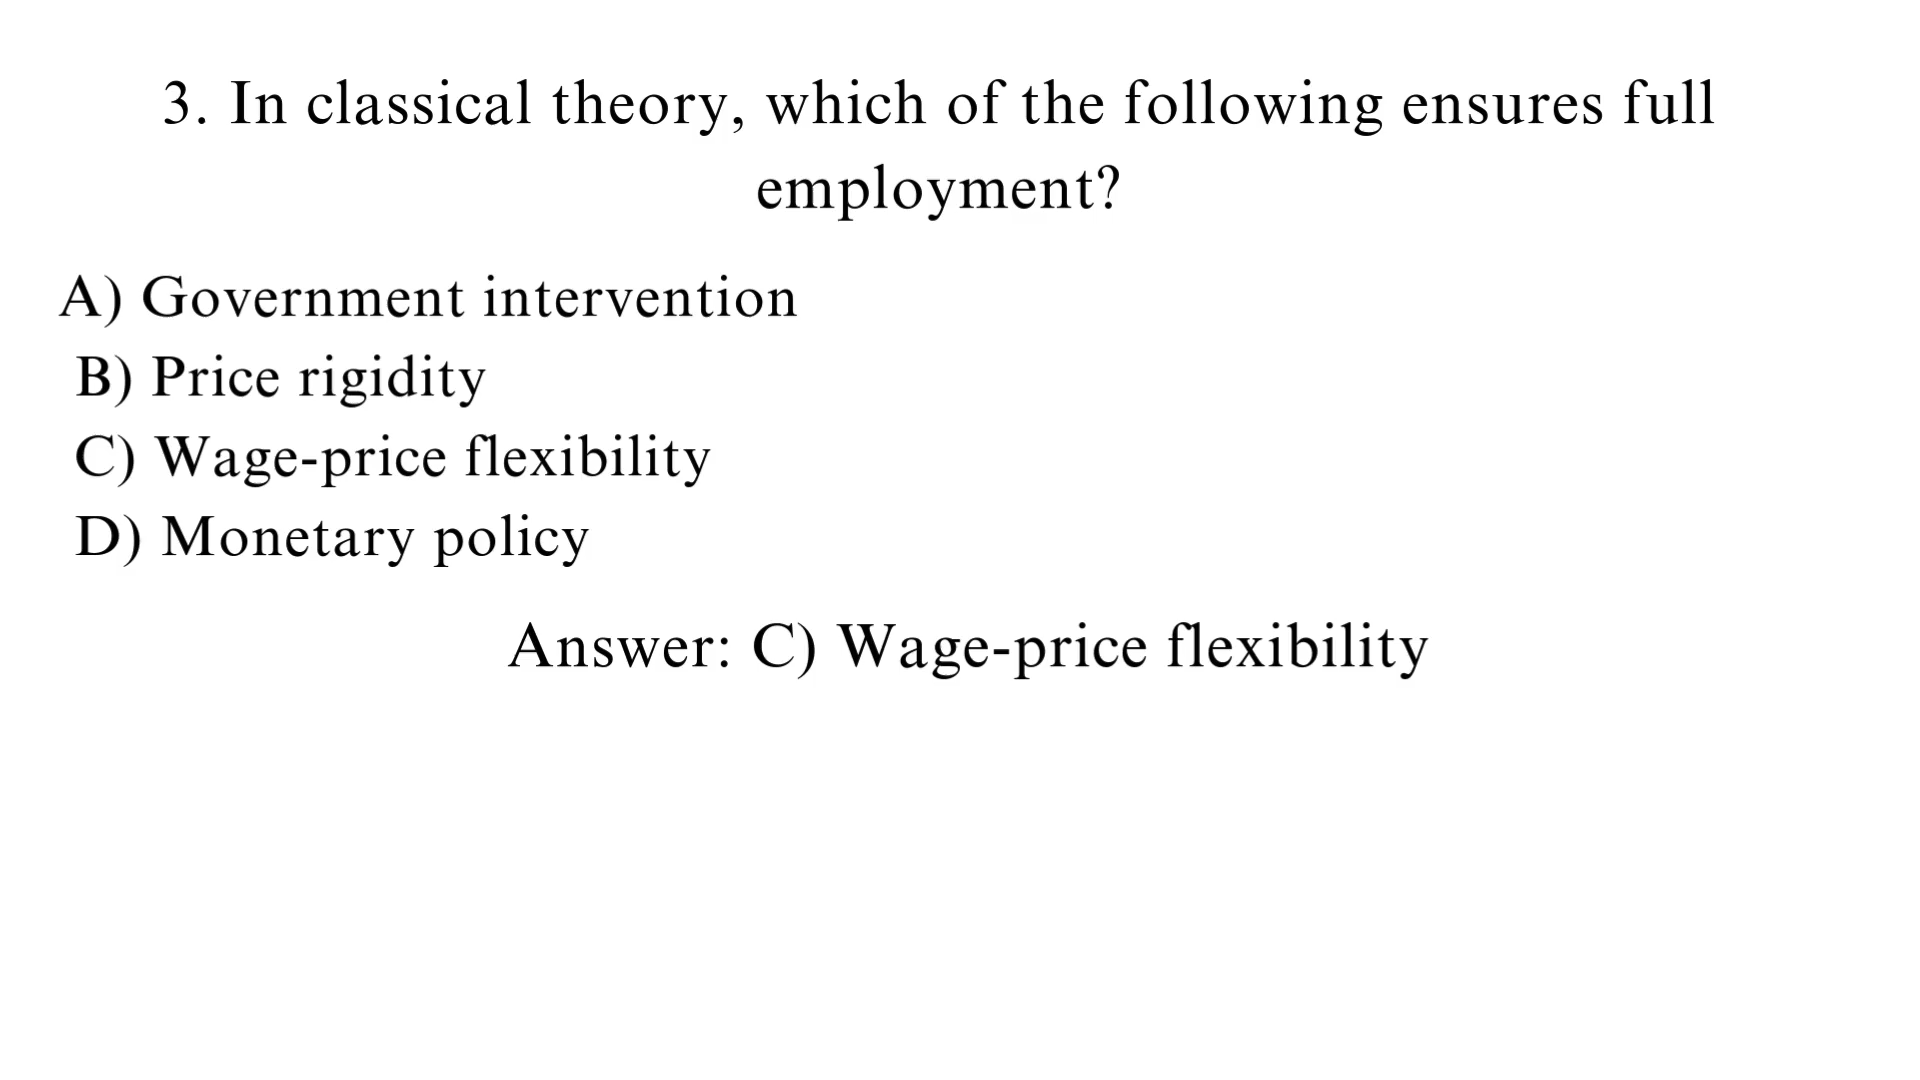 3. In classical theory, which of the following ensures full
employment?
A) Government intervention
B) Price rigidity
C) Wage-price flexibility
D) Monetary policy
Answer: C) Wage-price flexibility